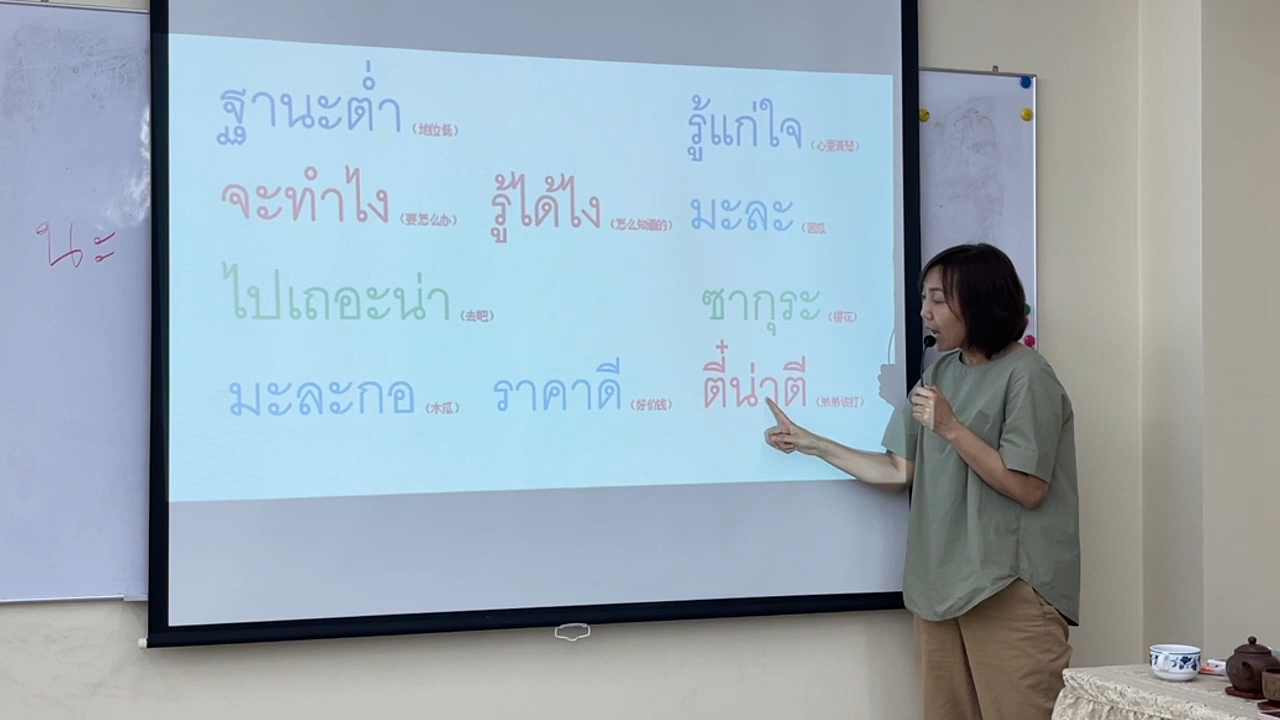 นะ
ฐานะต่ำ (地位低) รู้แก่ใจ (心里清楚)
จะทำไง (要怎么办) รู้ได้ไง (怎么知道的) มะละ (苦瓜
ไปเถอะน่า (去吧) ซากุระ (樱花)
มะละกอ (木瓜) ราคาดี (好价钱) ตี๋น่าตี (弟弟该打)